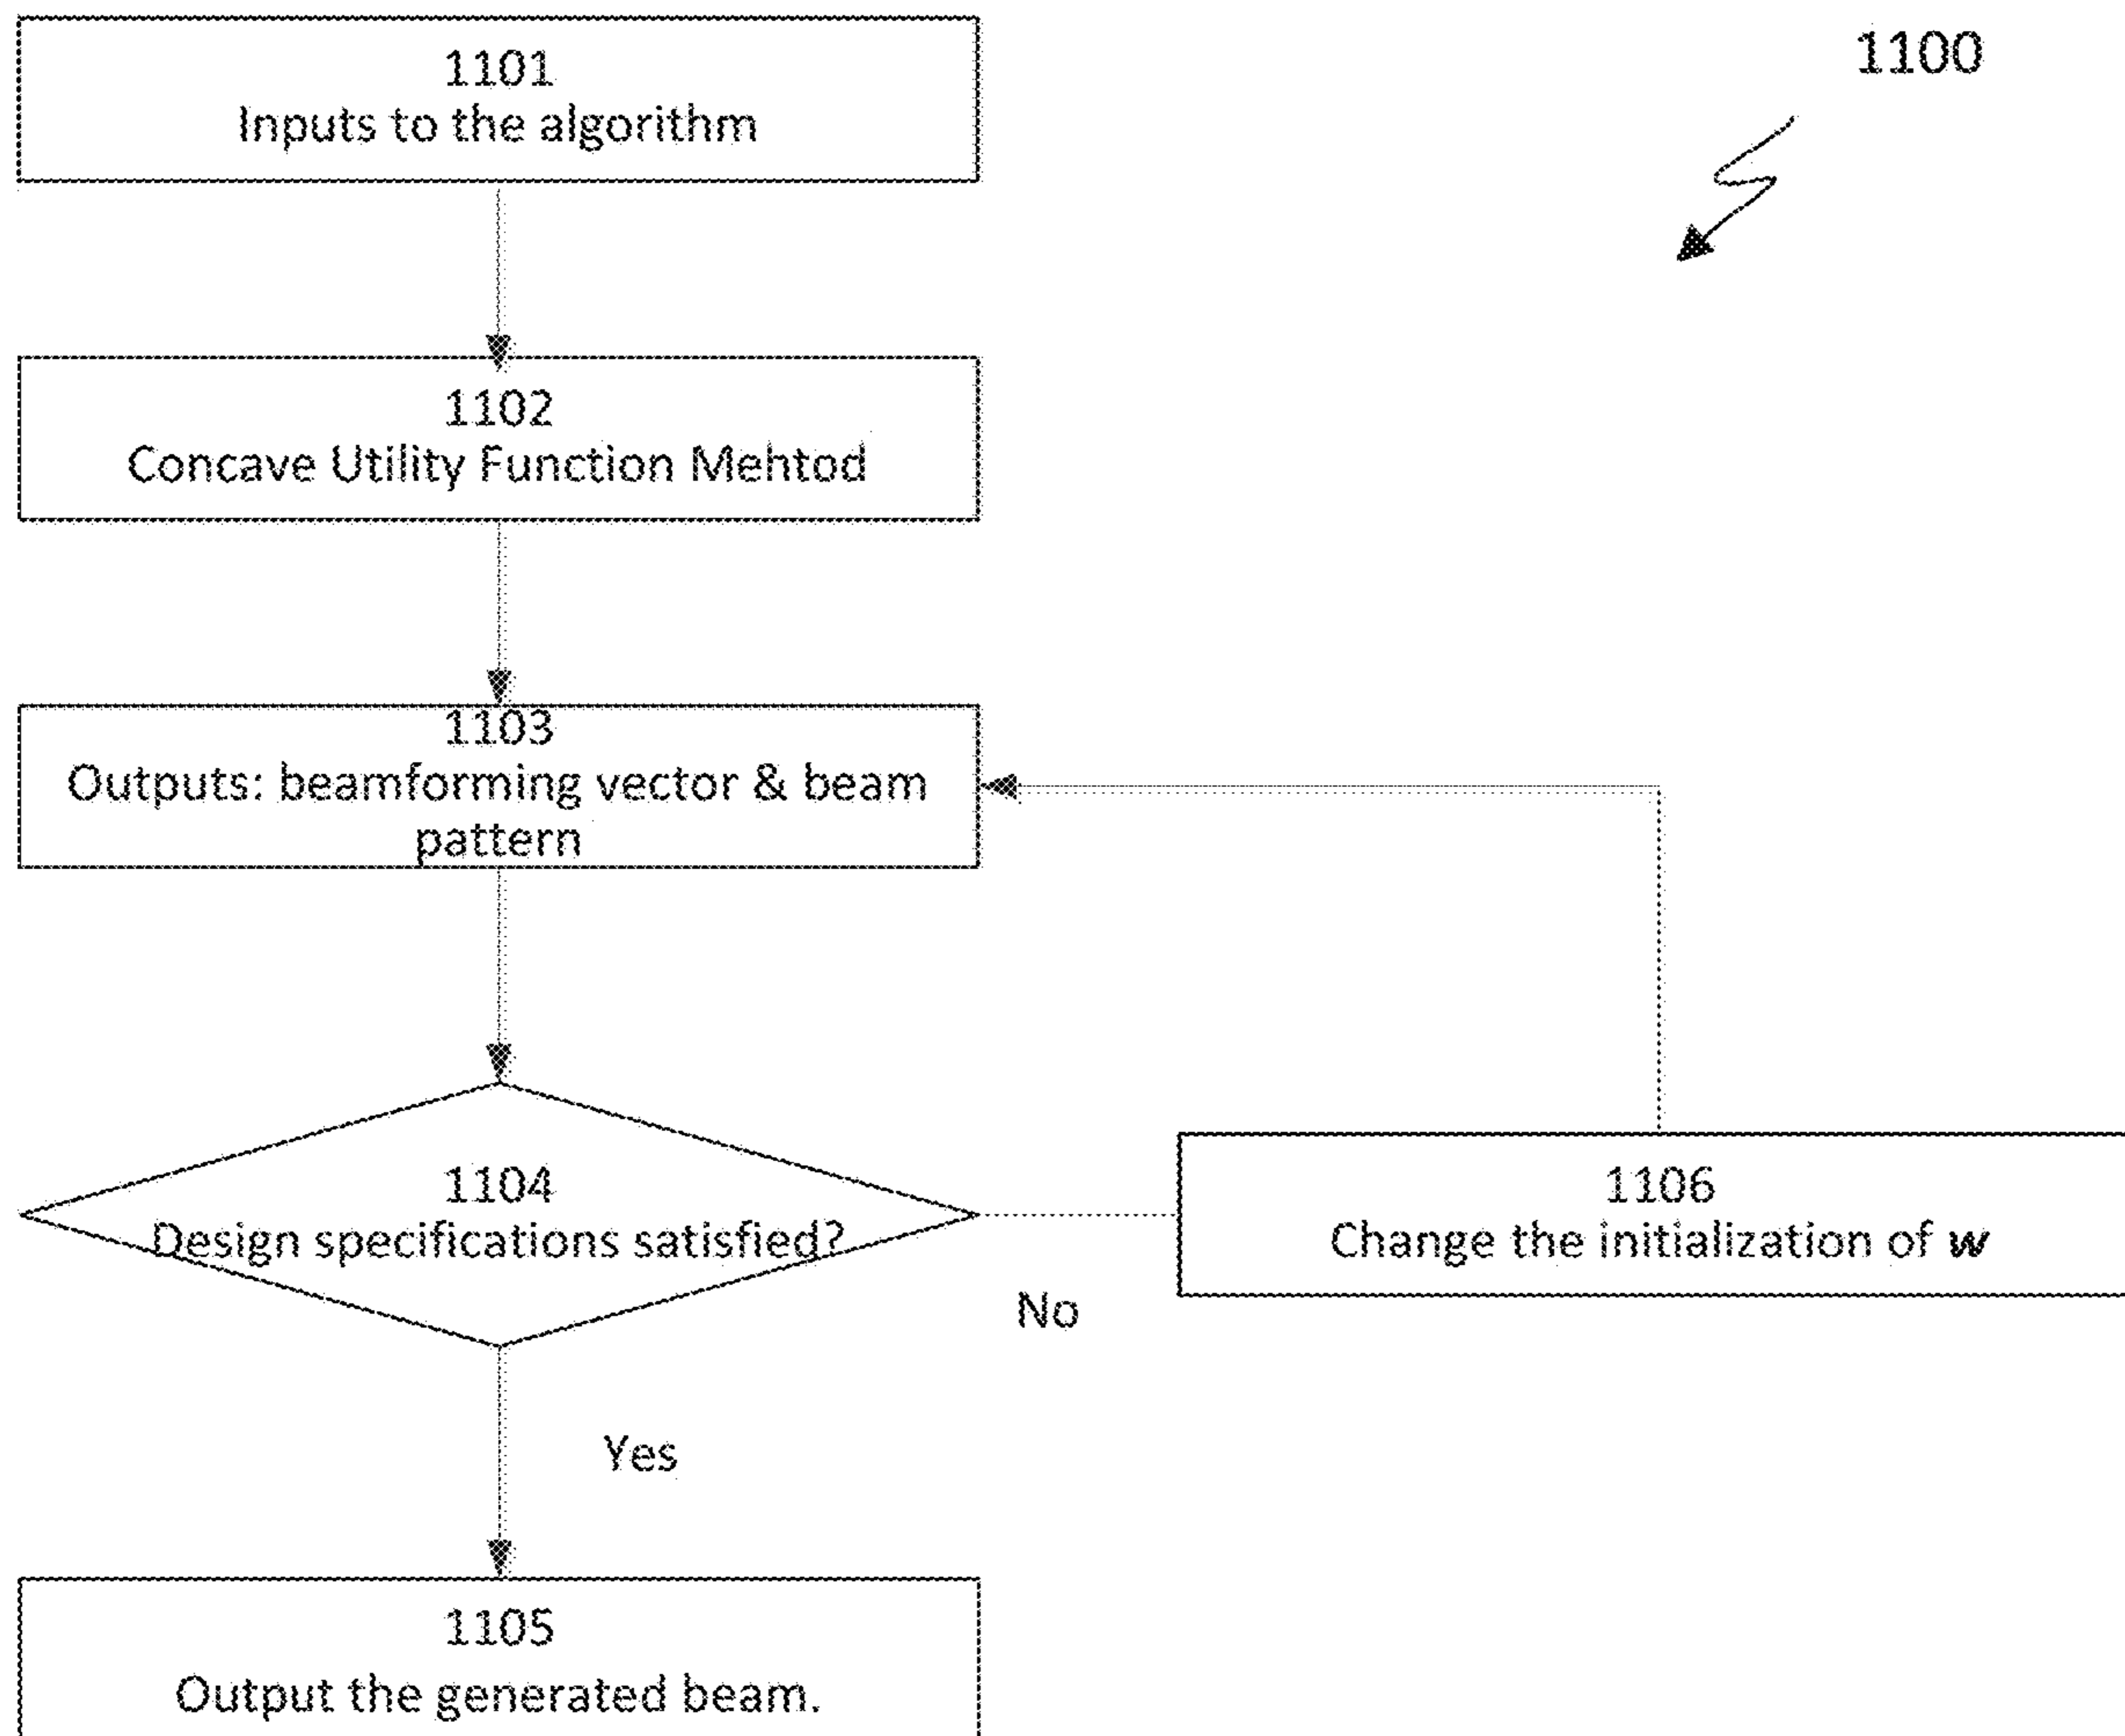 1100
1101
Inputs to the algorithm
1102
Concave Utility Function Mehtod
1103
Outputs: beamforming vector & beam
pattern
1104
Design specifications satisfied?
No
1106
Change the initialization of w
Yes
1105
Output the generated beam.